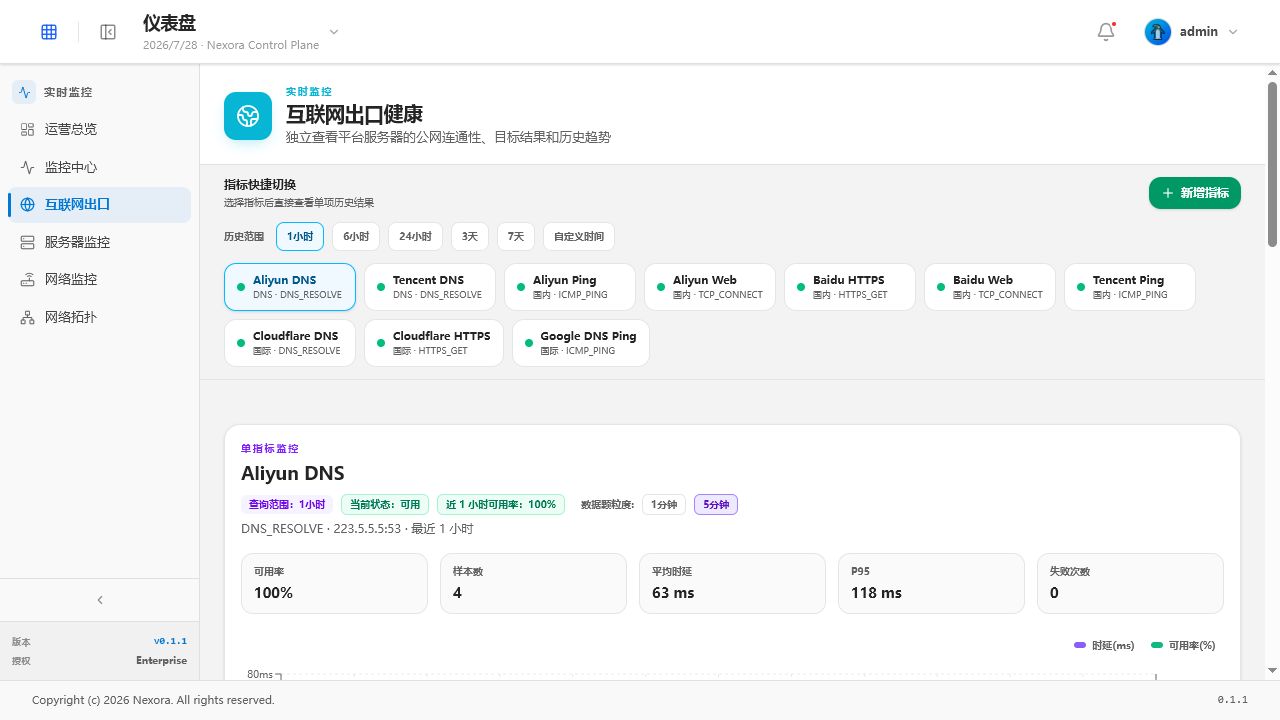 仪表盘
2026/7/28 · Nexora Control Plane
admin
实时监控
运营总览
监控中心
互联网出口
服务器监控
网络监控
网络拓扑
版本 v0.1.1
授权 Enterprise
实时监控
互联网出口健康
独立查看平台服务器的公网连通性、目标结果和历史趋势
指标快捷切换
选择指标后直接查看单项历史结果
新增指标
历史范围 1小时 6小时 24小时 3天 7天 自定义时间
Aliyun DNS
DNS · DNS_RESOLVE
Tencent DNS
DNS · DNS_RESOLVE
Aliyun Ping
国内 · ICMP_PING
Aliyun Web
国内 · TCP_CONNECT
Baidu HTTPS
国内 · HTTPS_GET
Baidu Web
国内 · TCP_CONNECT
Tencent Ping
国内 · ICMP_PING
Cloudflare DNS
国际 · DNS_RESOLVE
Cloudflare HTTPS
国际 · HTTPS_GET
Google DNS Ping
国际 · ICMP_PING
单指标监控
Aliyun DNS
查询范围：1小时 当前状态：可用 近 1 小时可用率：100% 数据颗粒度: 1分钟 5分钟
DNS_RESOLVE · 223.5.5.5:53 · 最近 1 小时
可用率
100%
样本数
4
平均时延
63 ms
P95
118 ms
失败次数
0
时延(ms) 可用率(%)
80ms
Copyright (c) 2026 Nexora. All rights reserved.
0.1.1